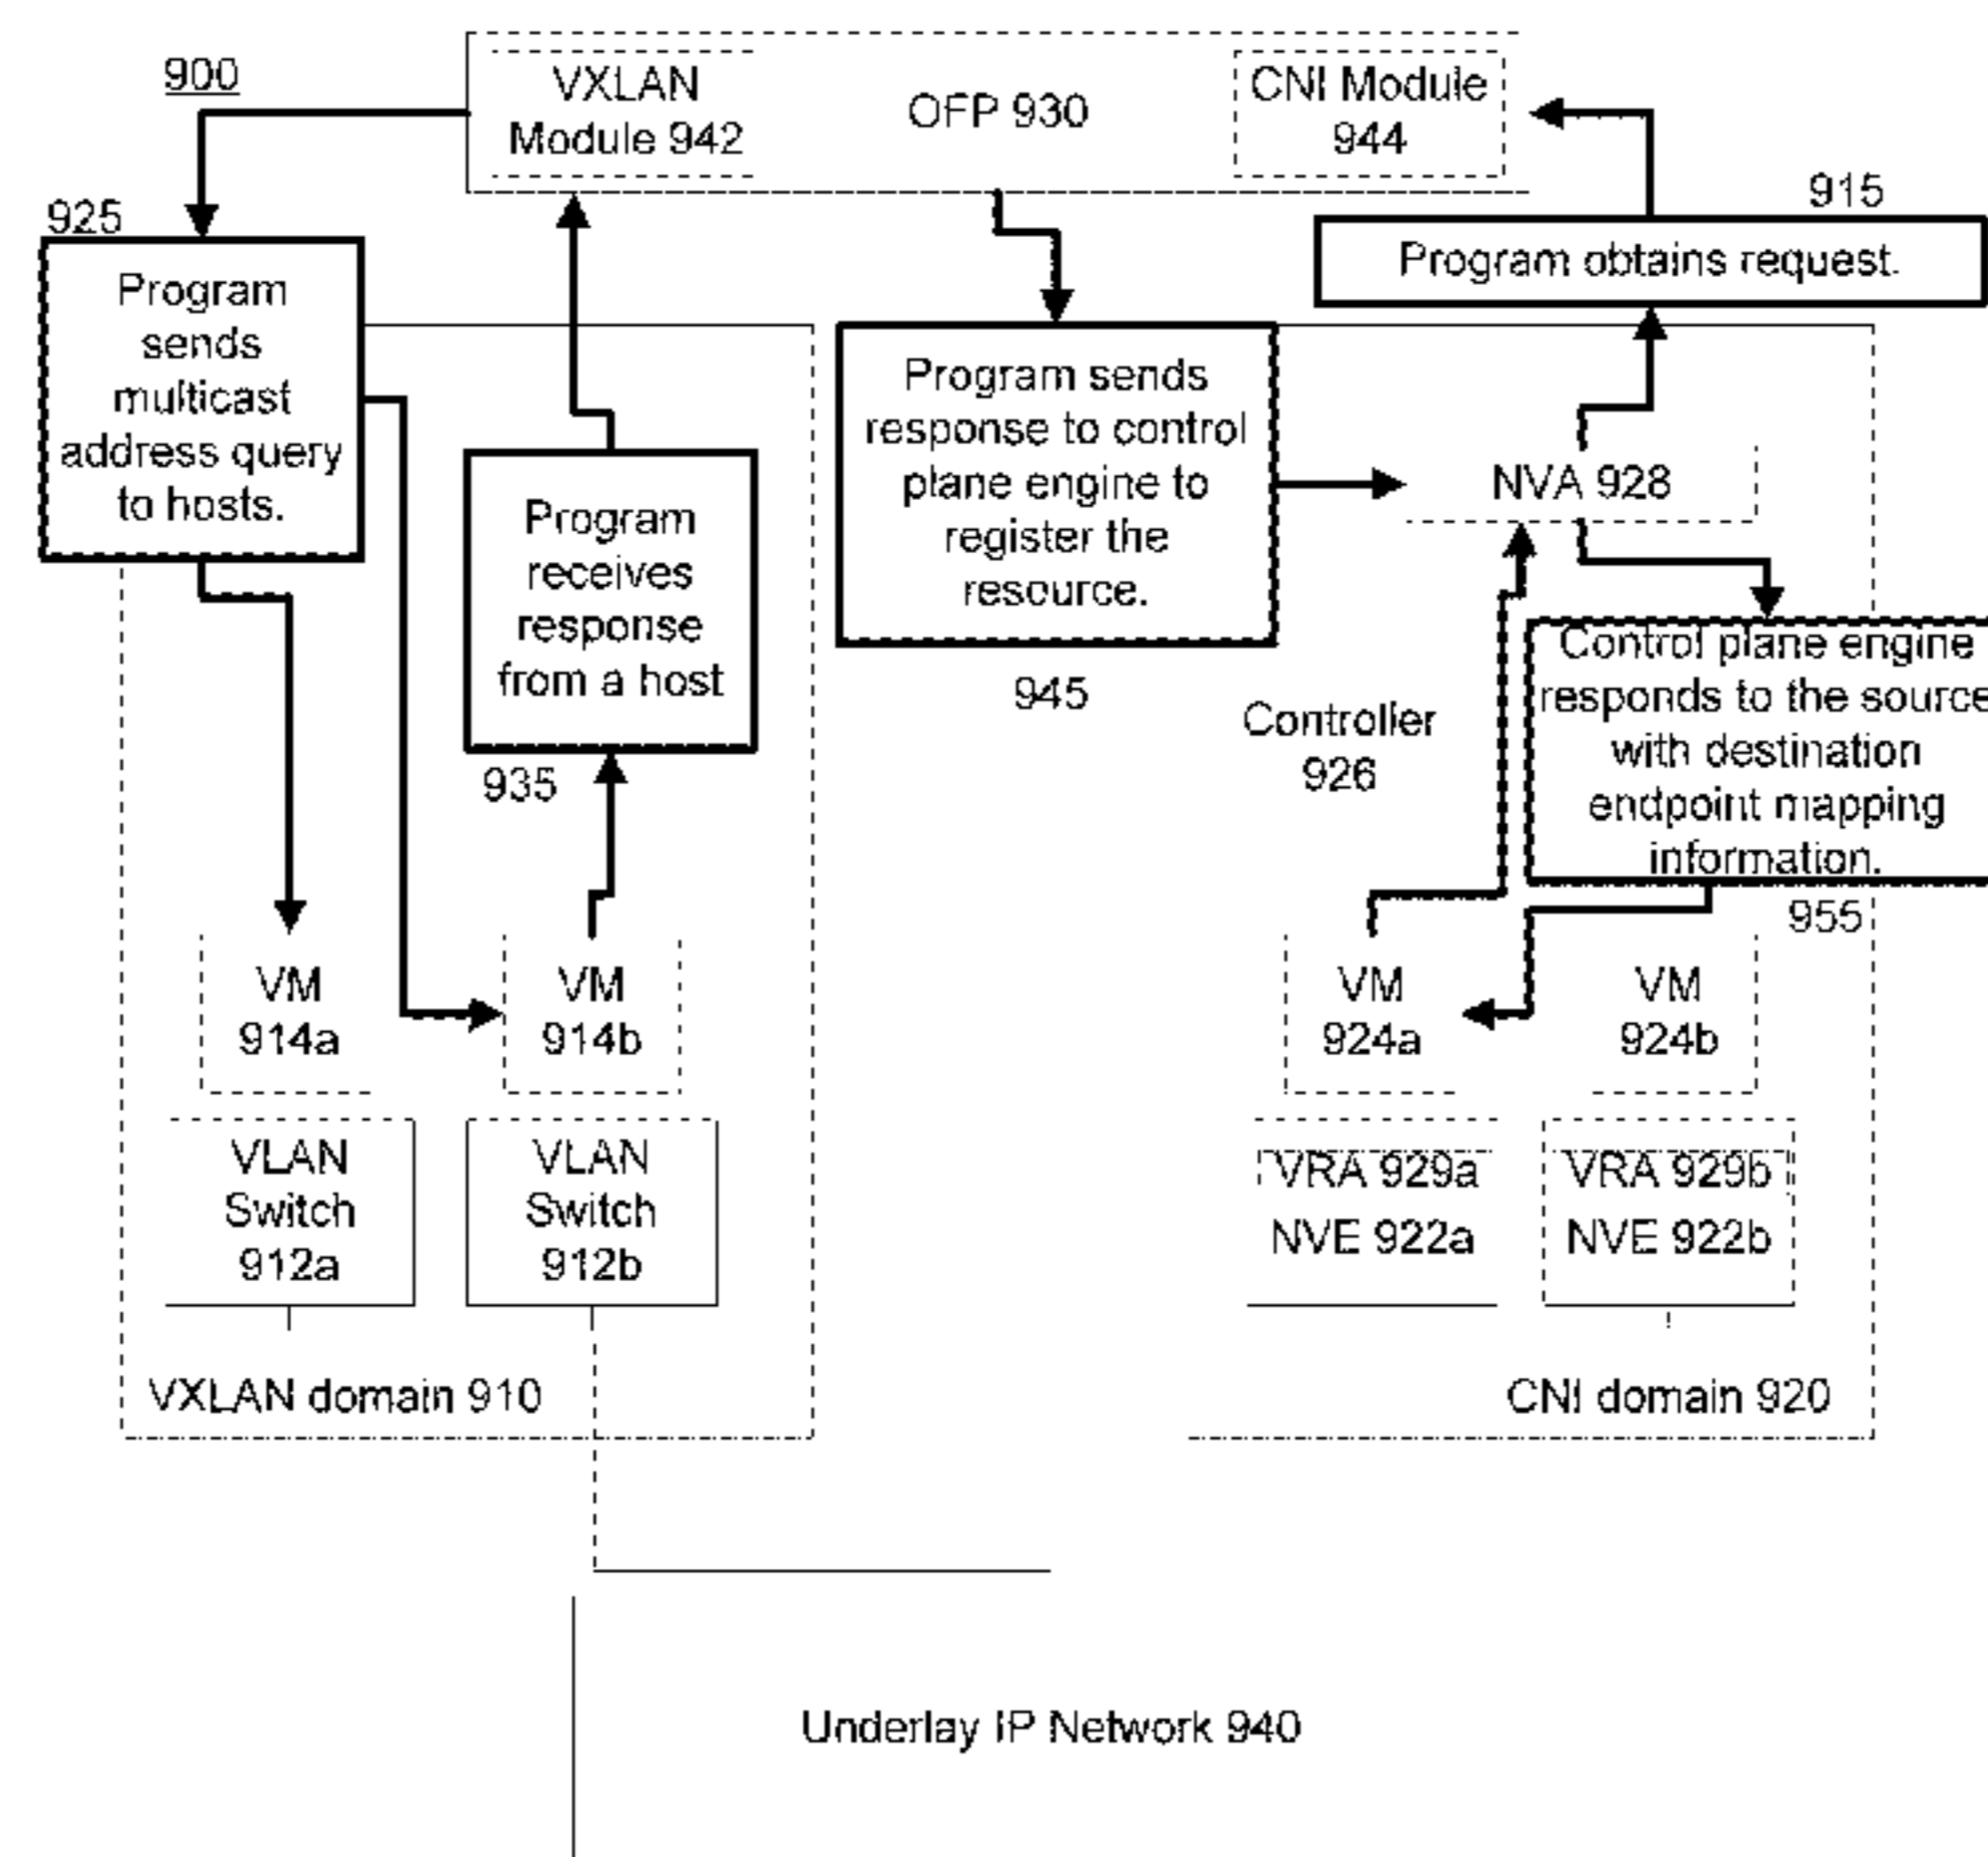 900
VXLAN
Module 942
OFP 930
CNI Module
944
915
Program obtains request.
925
Program
sends
multicast
address query
to hosts.
Program
receives
response
from a host
935
Program sends
response to control
plane engine to
register the
resource.
945
NVA 928
Controller
926
Control plane engine
responds to the source
with destination
endpoint mapping
information.
955
VM
914a
VM
914b
VM
924a
VM
924b
VLAN
Switch
912a
VLAN
Switch
912b
VRA 929a
NVE 922a
VRA 929b
NVE 922b
VXLAN domain 910
CNI domain 920
Underlay IP Network 940